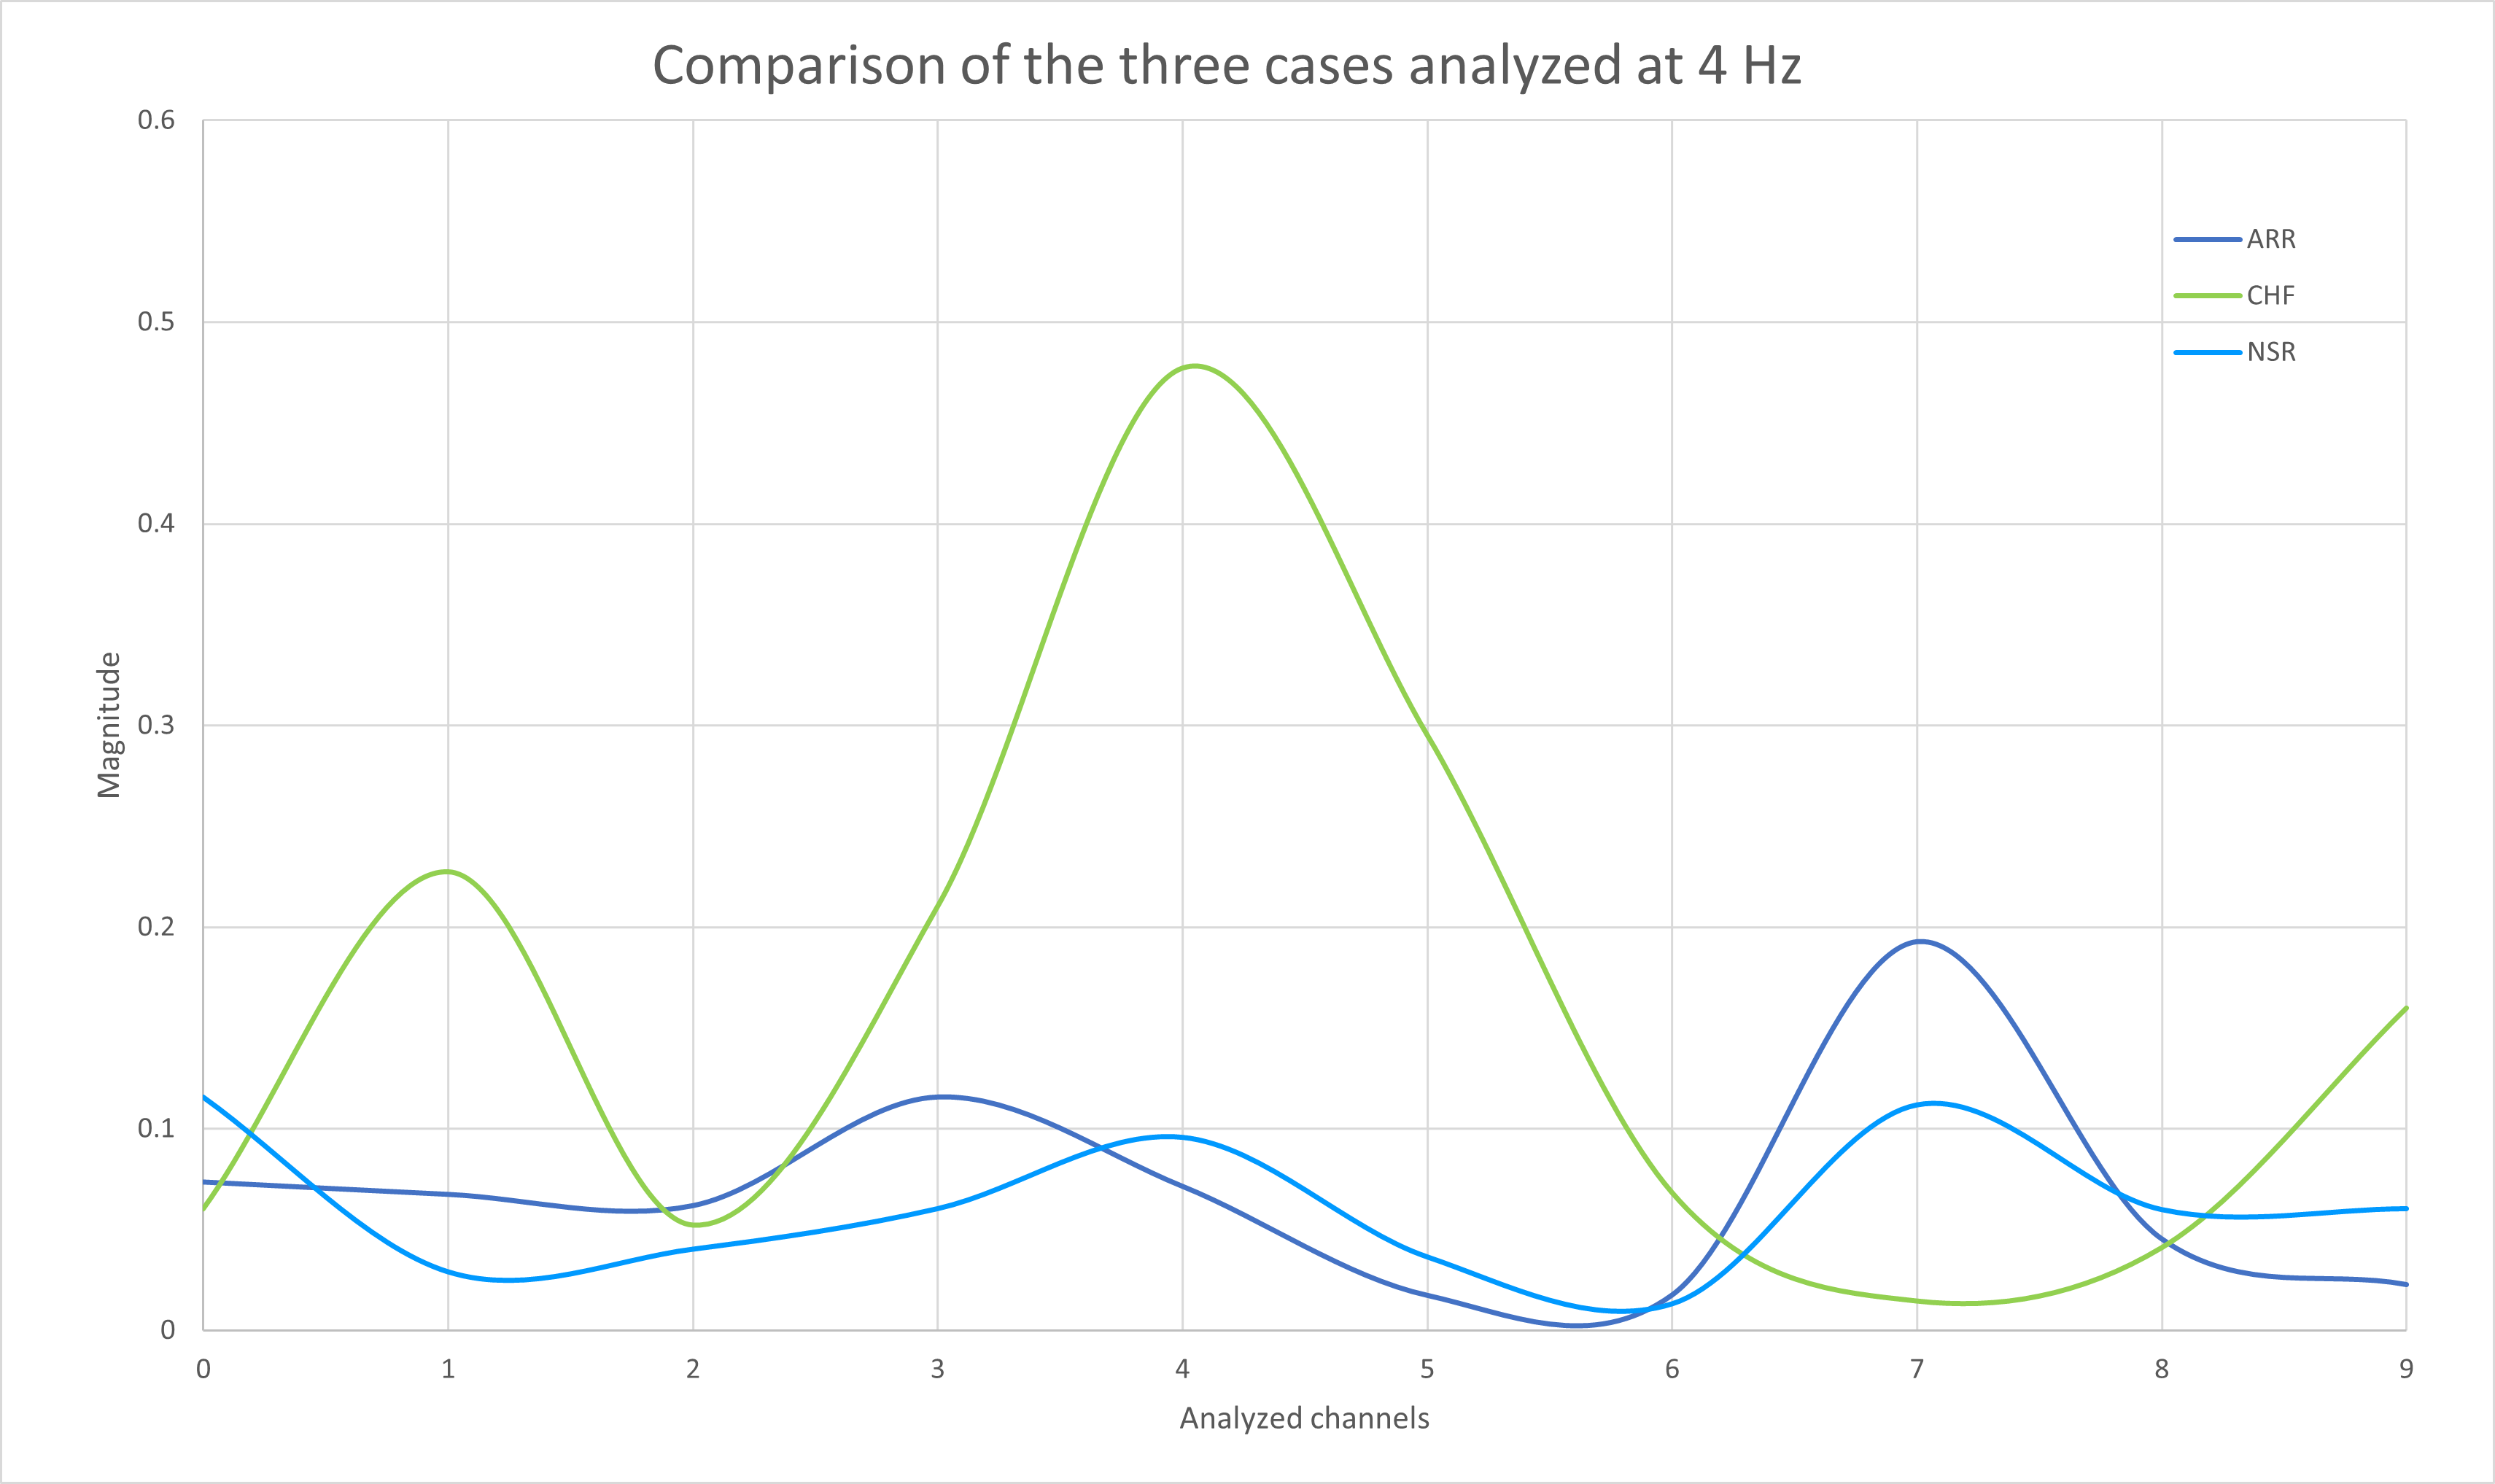 Comparison of the three cases analyzed at 4 Hz
0.6
0.5
0.4
0.3
0.2
0.1
0
Magnitude
ARR
CHF
NSR
0 1 2 3 4 5 6 7 8 9
Analyzed channels